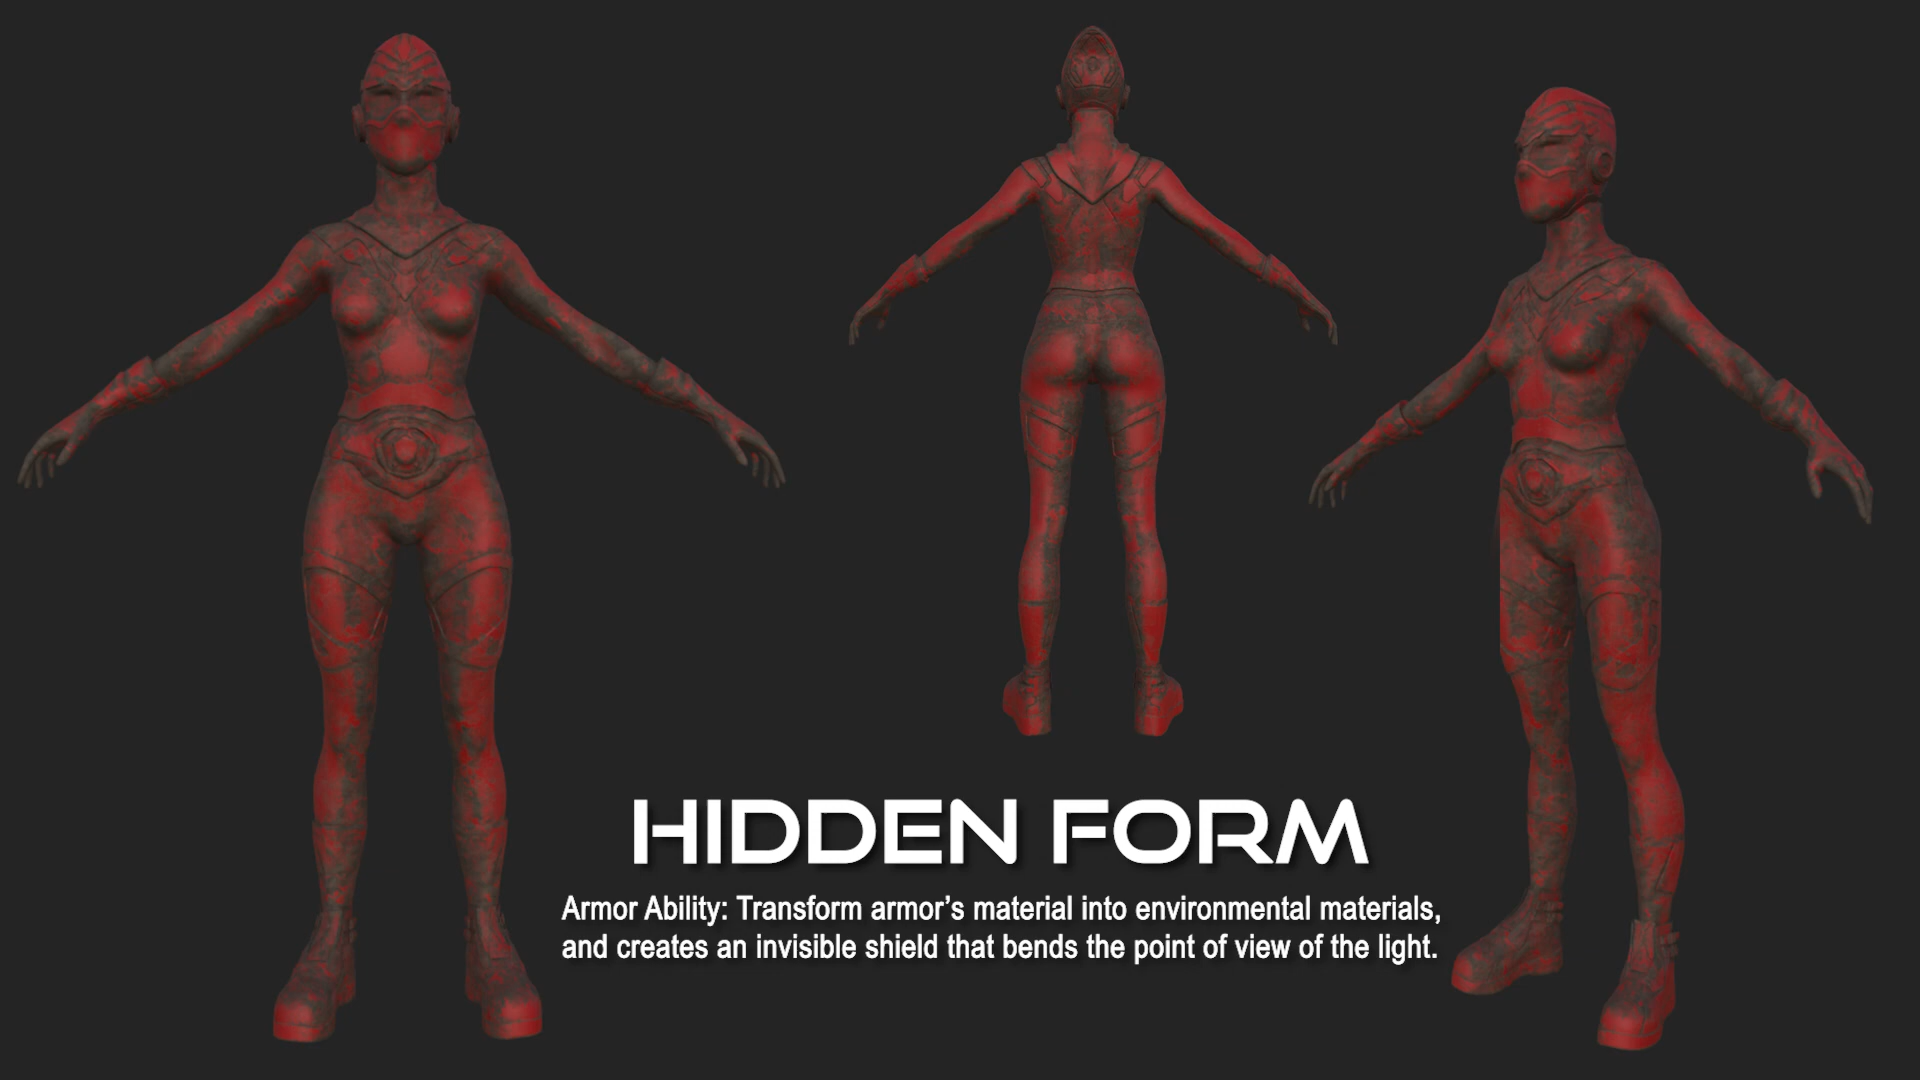 HIDDEN FORM
Armor Ability: Transform armor’s material into environmental materials,
and creates an invisible shield that bends the point of view of the light.